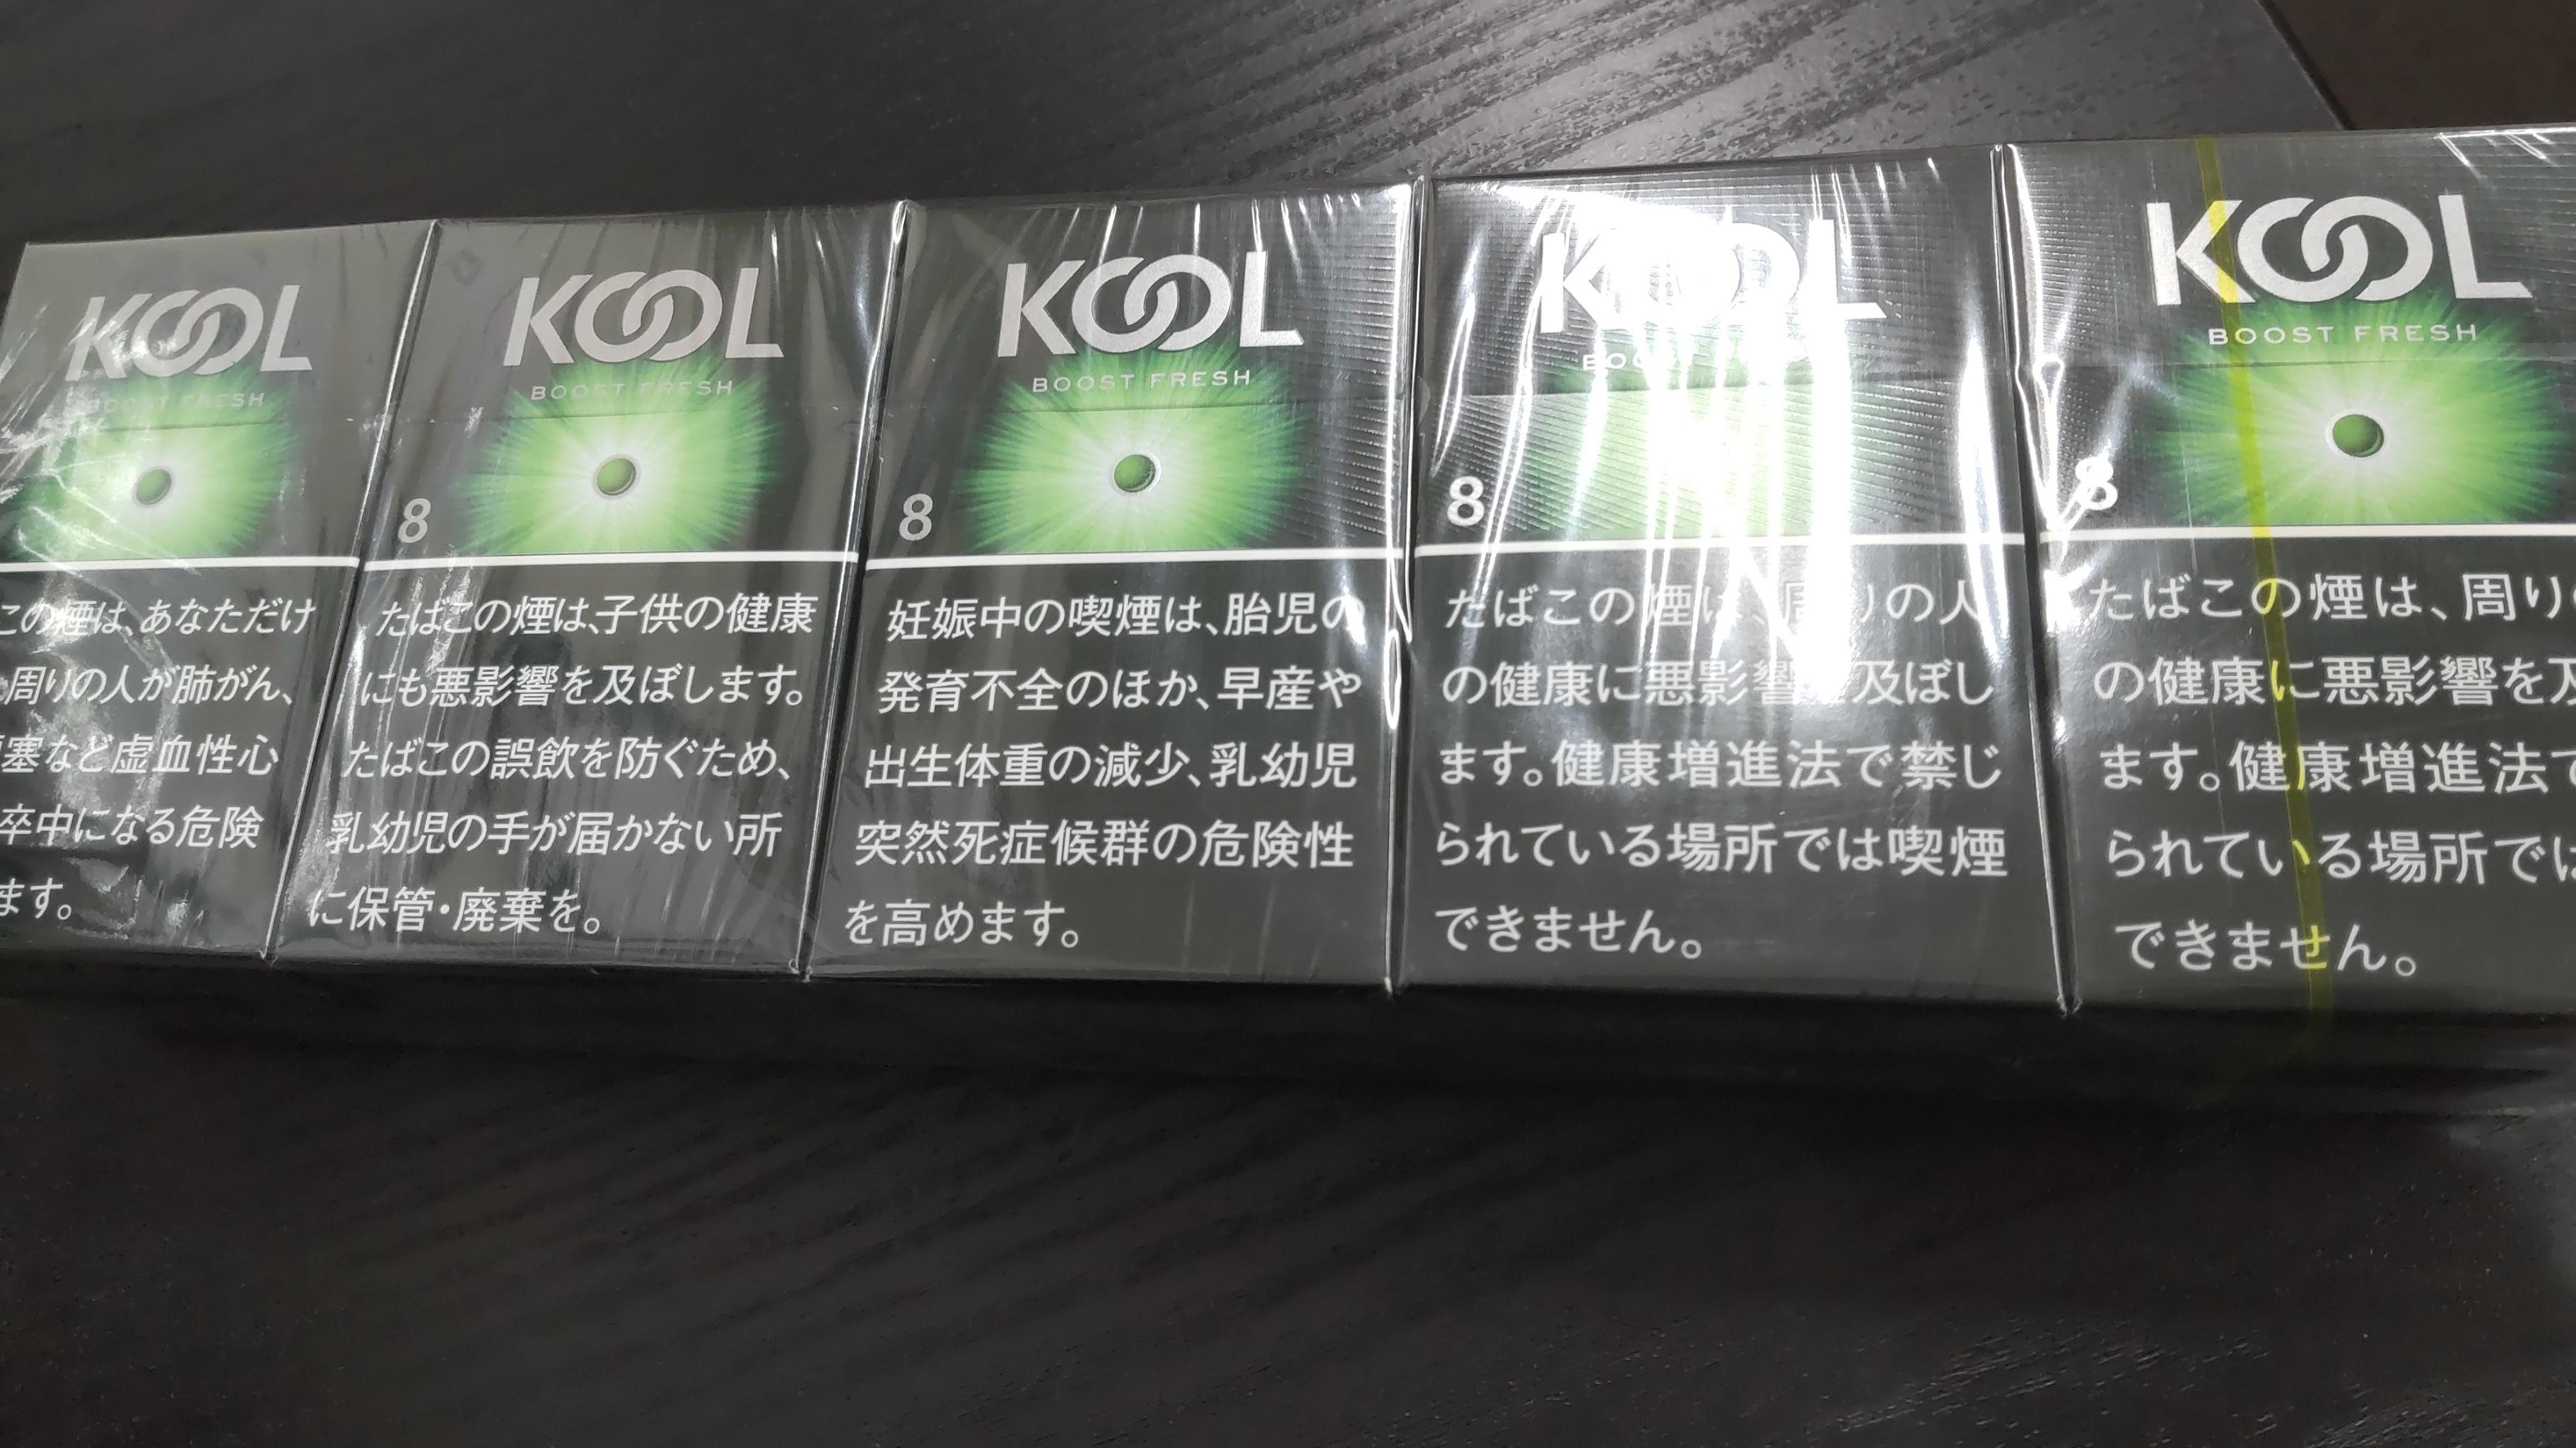 KOOL
BOOST FRESH
この煙は、あなただけ
周りの人が肺がん、
塞など虚血性心
卒中になる危険
ます。
KOOL
BOOST FRESH
8
たばこの煙は、子供の健康
にも悪影響を及ぼします。
たばこの誤飲を防ぐため、
乳幼児の手が届かない所
に保管・廃棄を。
KOOL
BOOST FRESH
8
妊娠中の喫煙は、胎児の
発育不全のほか、早産や
出生体重の減少、乳幼児
突然死症候群の危険性
を高めます。
KOOL
BOOST FRESH
8
たばこの煙は、周りの人
の健康に悪影響を及ぼし
ます。健康増進法で禁じ
られている場所では喫煙
できません。
KOOL
BOOST FRESH
8
たばこの煙は、周り
の健康に悪影響を及
ます。健康増進法で
られている場所では
できません。